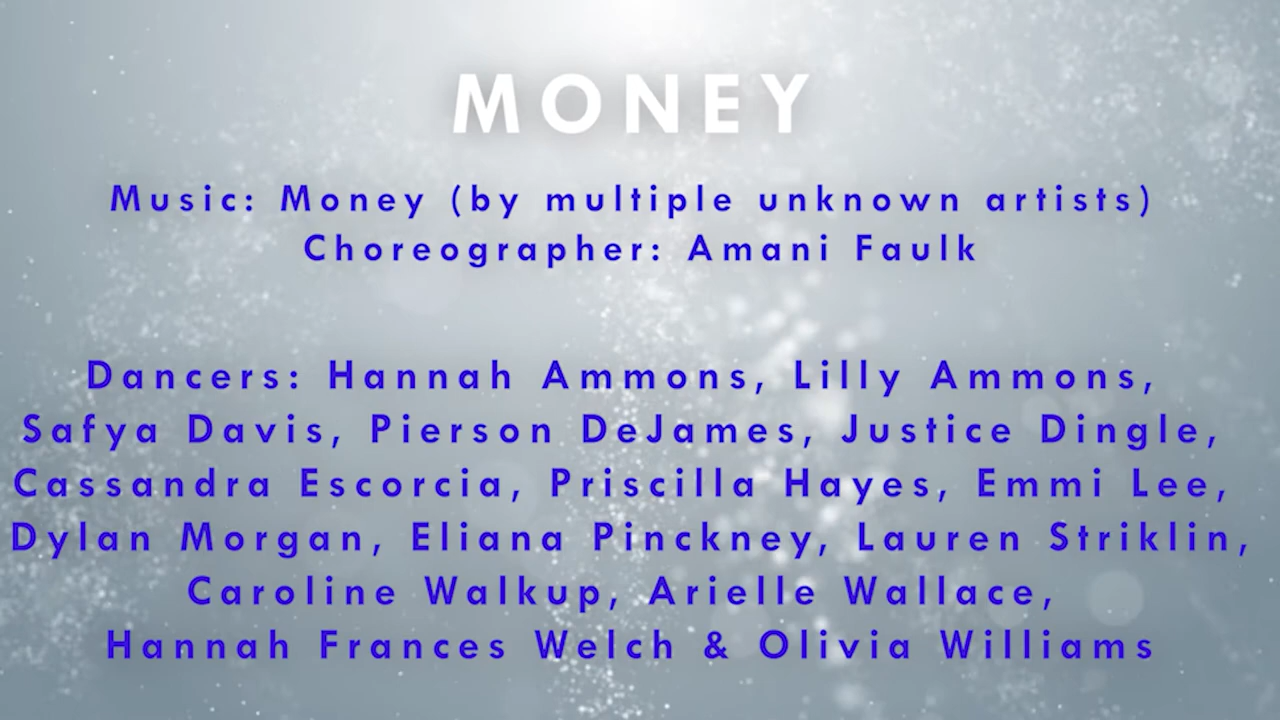 MONEY
Music: Money (by multiple unknown artists)
Choreographer: Amani Faulk
Dancers: Hannah Ammons, Lilly Ammons,
Safya Davis, Pierson DeJames, Justice Dingle,
Cassandra Escorcia, Priscilla Hayes, Emmi Lee,
Dylan Morgan, Eliana Pinckney, Lauren Striklin,
Caroline Walkup, Arielle Wallace,
Hannah Frances Welch & Olivia Williams